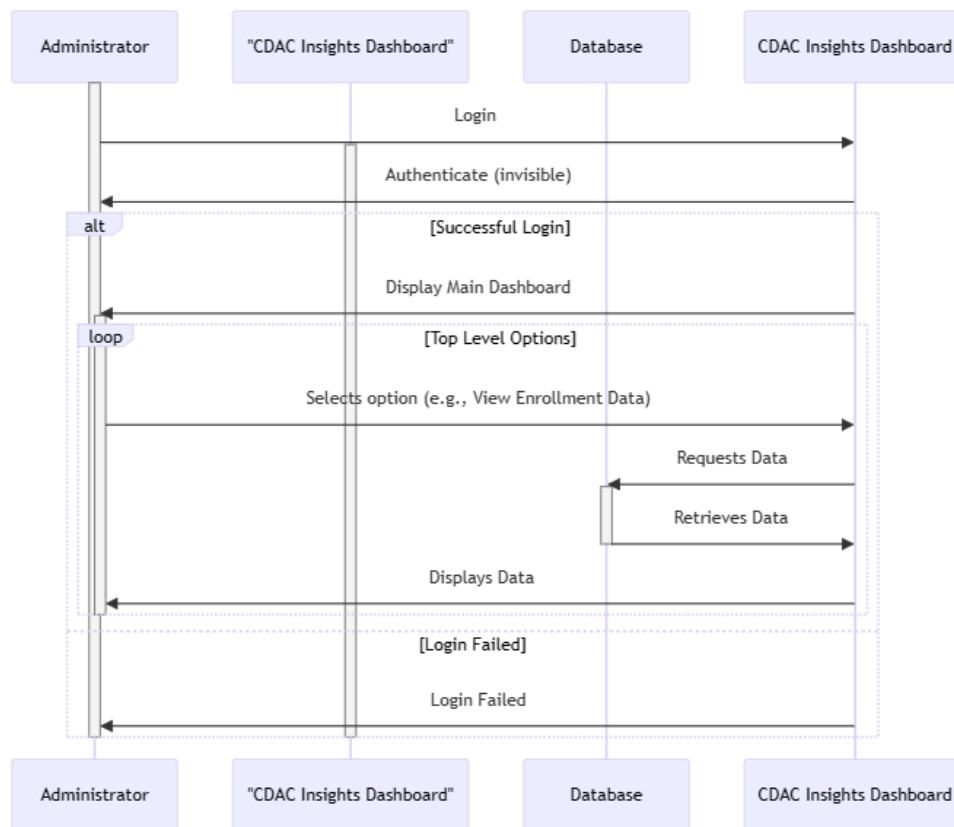 Administrator
"CDAC Insights Dashboard"
Database
CDAC Insights Dashboard
Login
Authenticate (invisible)
alt
[Successful Login]
Display Main Dashboard
loop
[Top Level Options]
Selects option (e.g., View Enrollment Data)
Requests Data
Retrieves Data
Displays Data
[Login Failed]
Login Failed
Administrator
"CDAC Insights Dashboard"
Database
CDAC Insights Dashboard